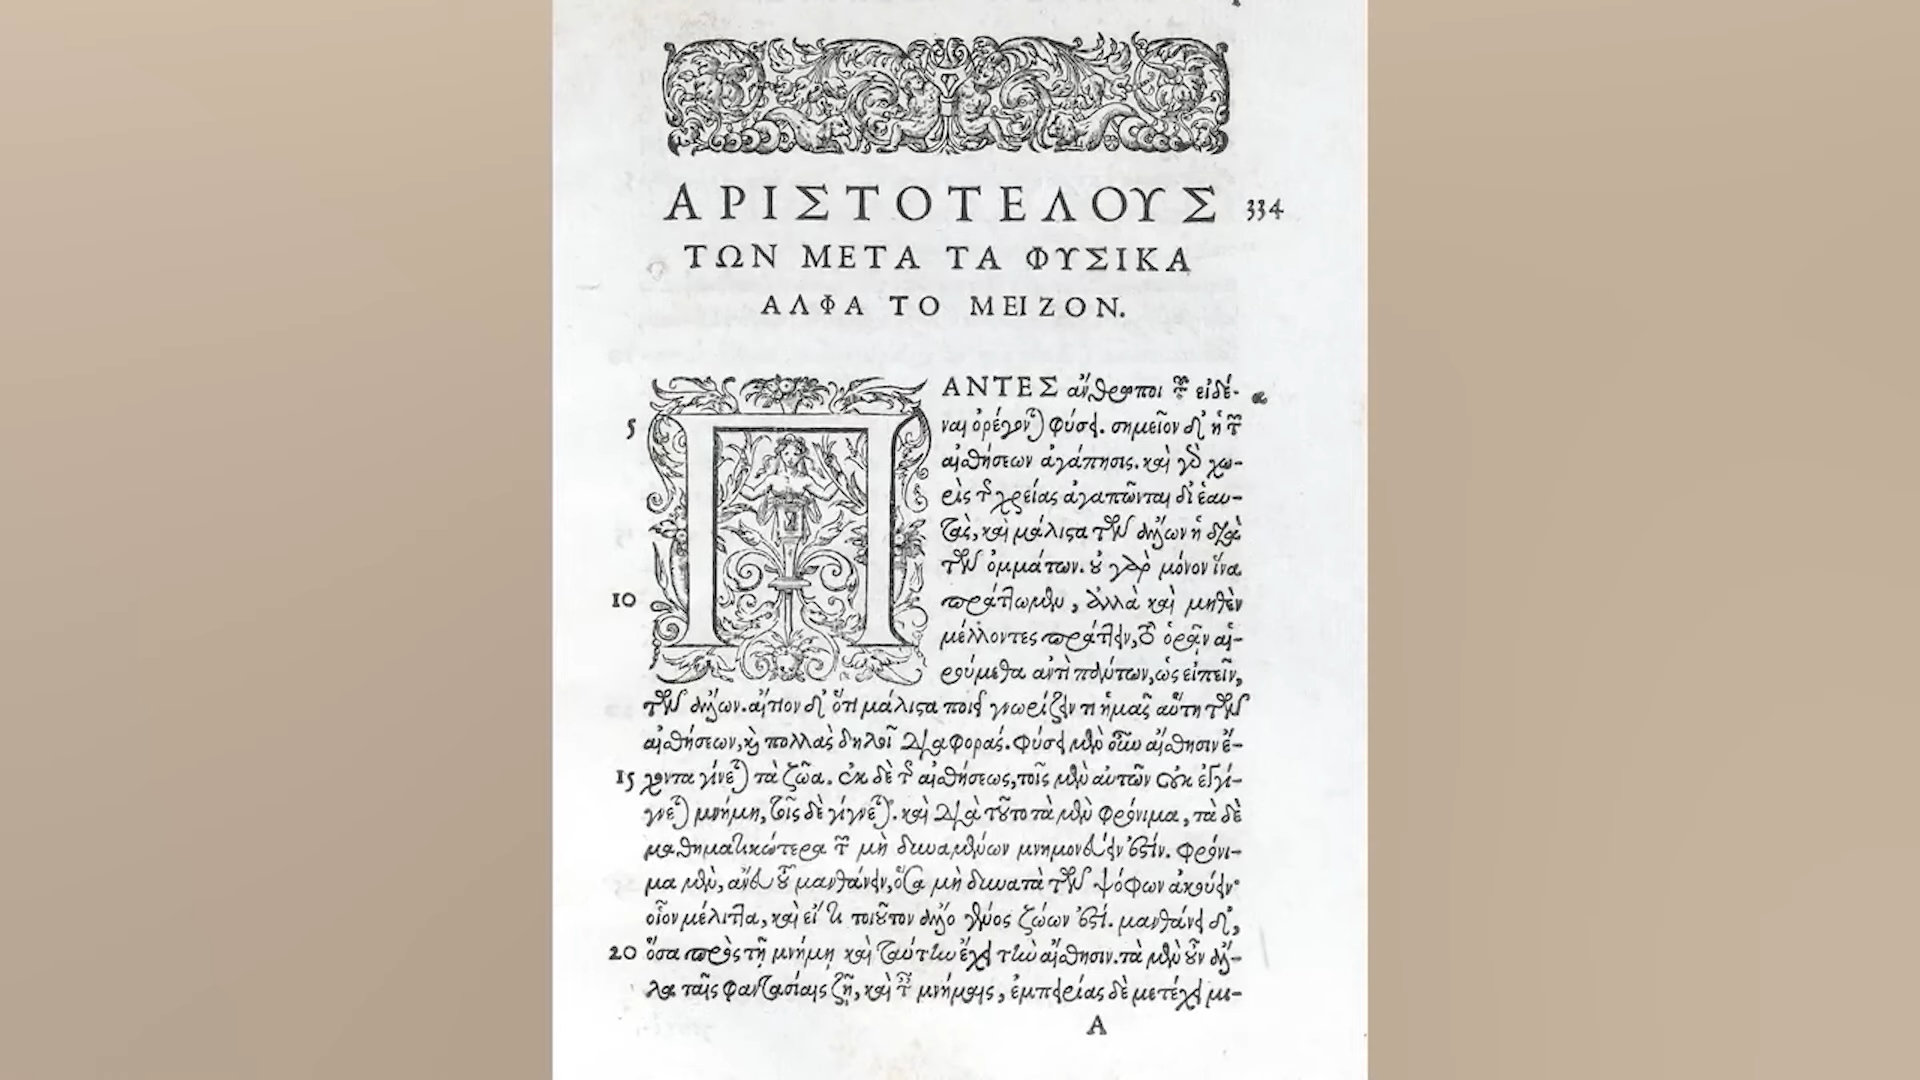 ΑΡΙΣΤΟΤΕΛΟΥΣ 334
ΤΩΝ ΜΕΤΑ ΤΑ ΦΥΣΙΚΑ
ΑΛΦΑ ΤΟ ΜΕΙΖΟΝ.
ΠΑΝΤΕΣ ἄνθρωποι τοῦ εἰδέ-
5 ναι ὀρέγονται φύσει. σημεῖον δ' ἡ τῶν
αἰσθήσεων ἀγάπησις. καὶ γὰρ χω-
ρὶς τῆς χρείας ἀγαπῶνται δι' ἑαυ-
τὰς, καὶ μάλιστα τῶν ἄλλων ἡ διὰ
τῶν ὀμμάτων. οὐ γὰρ μόνον ἵνα
10 πράττωμεν, ἀλλὰ καὶ μηθὲν
μέλλοντες πράττειν, τὸ ὁρᾶν αἱ-
ρούμεθα ἀντὶ πάντων, ὡς εἰπεῖν,
τῶν ἄλλων. αἴτιον δ' ὅτι μάλιστα ποιεῖ γνωρίζειν τι ἡμᾶς αὕτη τῶν
αἰσθήσεων, καὶ πολλὰς δηλοῖ διαφοράς. φύσει μὲν οὖν αἴσθησιν ἔ-
15 χοντα γίνεται τὰ ζῶα. ἐκ δὲ τῆς αἰσθήσεως, τοῖς μὲν αὐτῶν οὐκ ἐγγί-
γνεται μνήμη, τοῖς δὲ γίγνεται. καὶ διὰ τοῦτο τὰ μὲν φρόνιμα, τὰ δὲ
μαθηματικώτερα τῶν μὴ δυναμένων μνημονεύειν ἐστίν. φρόνι-
μα μὲν, ἄνευ τοῦ μανθάνειν, ὅσα μὴ δυνατὰ τῶν ψόφων ἀκούειν·
οἷον μέλιττα, καὶ εἴ τι τοιοῦτον ἄλλο γένος ζώων ἐστί. μανθάνει δ',
20 ὅσα πρὸς τῇ μνήμῃ καὶ ταύτην ἔχει τὴν αἴσθησιν. τὰ μὲν οὖν ἄλ-
λα ταῖς φαντασίαις ζῇ, καὶ ταῖς μνήμαις, ἐμπειρίας δὲ μετέχει μι-
A